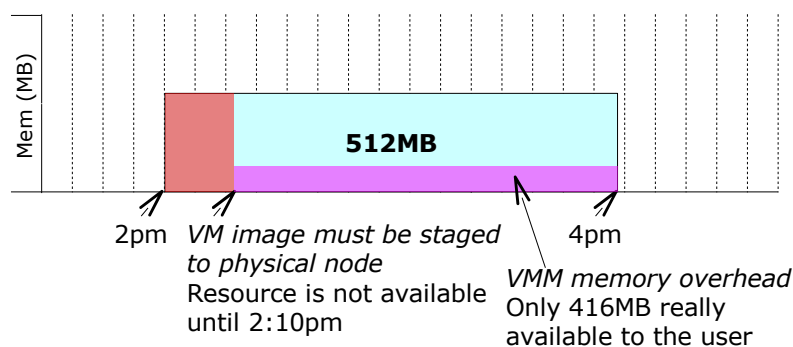 Mem (MB)
512MB
2pm
VM image must be staged
to physical node
Resource is not available
until 2:10pm
4pm
VMM memory overhead
Only 416MB really
available to the user